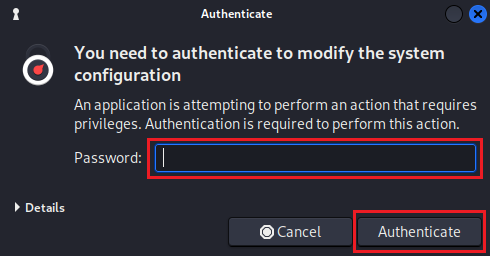 Authenticate
You need to authenticate to modify the system
configuration
An application is attempting to perform an action that requires
privileges. Authentication is required to perform this action.
Password:
Details
Cancel
Authenticate